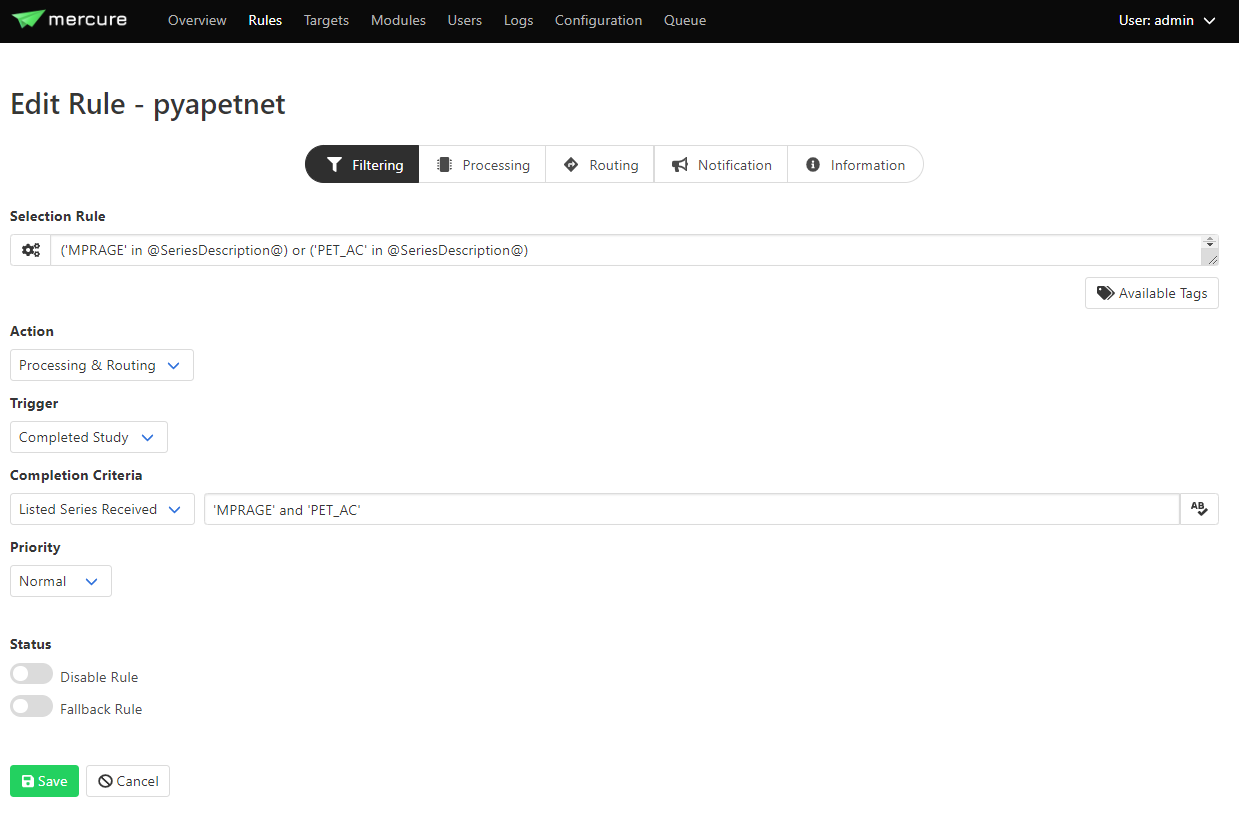 mercure Overview Rules Targets Modules Users Logs Configuration Queue User: admin
Edit Rule - pyapetnet
Filtering Processing Routing Notification Information
Selection Rule
('MPRAGE' in @SeriesDescription@) or ('PET_AC' in @SeriesDescription@)
Available Tags
Action
Processing & Routing
Trigger
Completed Study
Completion Criteria
Listed Series Received 'MPRAGE' and 'PET_AC' AB
Priority
Normal
Status
Disable Rule
Fallback Rule
Save Cancel